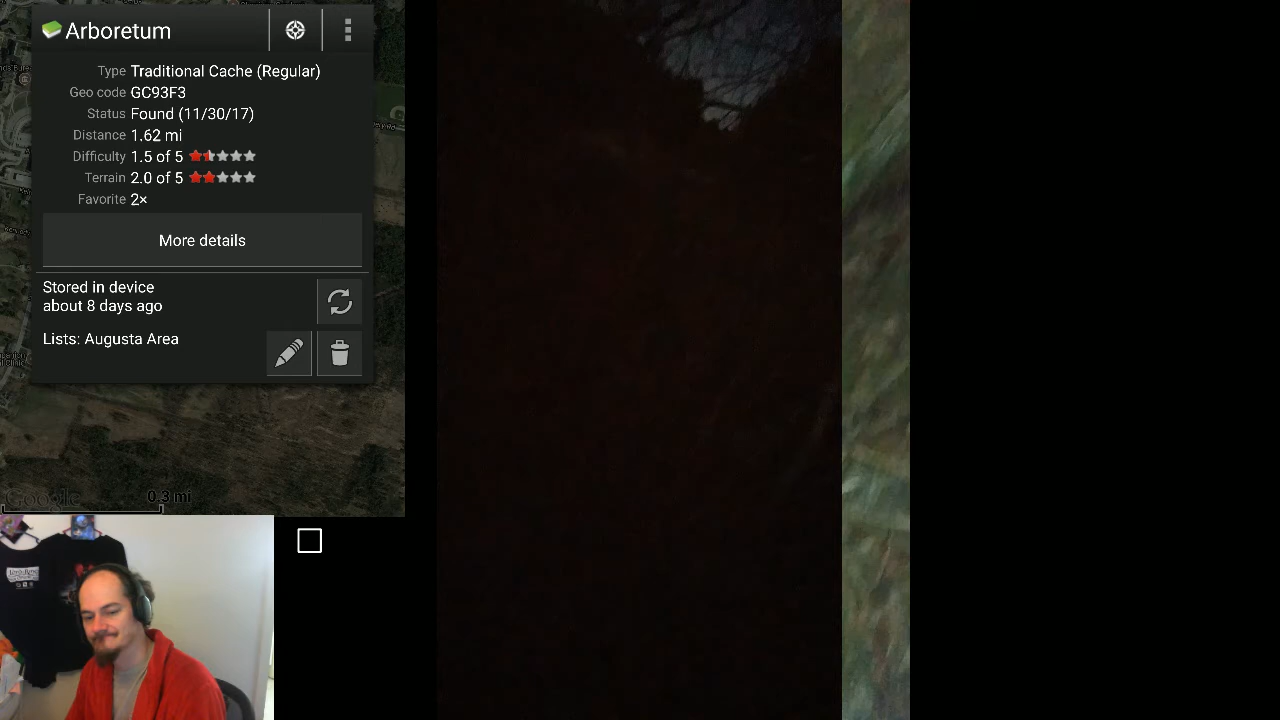 Arboretum
Type Traditional Cache (Regular)
Geo code GC93F3
Status Found (11/30/17)
Distance 1.62 mi
Difficulty 1.5 of 5
Terrain 2.0 of 5
Favorite 2×
More details
Stored in device
about 8 days ago
Lists: Augusta Area
Google
0.3 mi